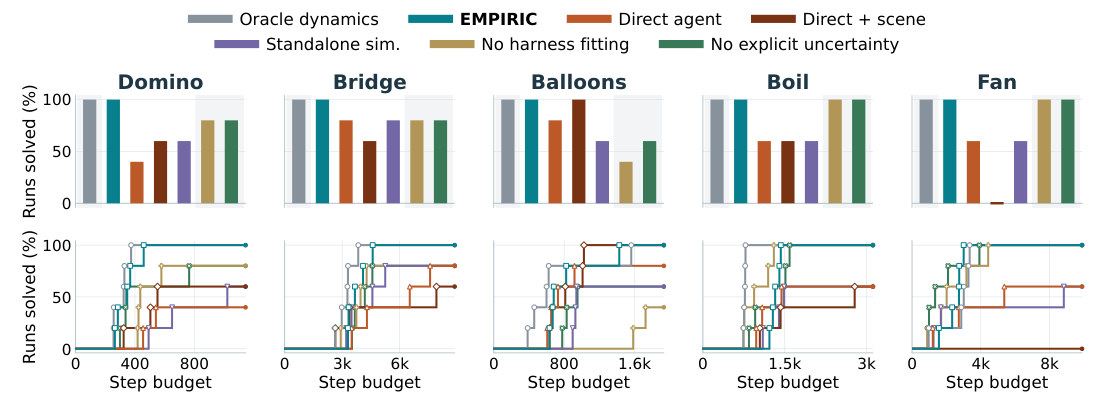 Oracle dynamics EMPIRIC Direct agent Direct + scene
Standalone sim. No harness fitting No explicit uncertainty
Domino Bridge Balloons Boil Fan
Runs solved (%)
100
50
0
Runs solved (%)
100
50
0
0 400 800 0 3k 6k 0 800 1.6k 0 1.5k 3k 0 4k 8k
Step budget Step budget Step budget Step budget Step budget